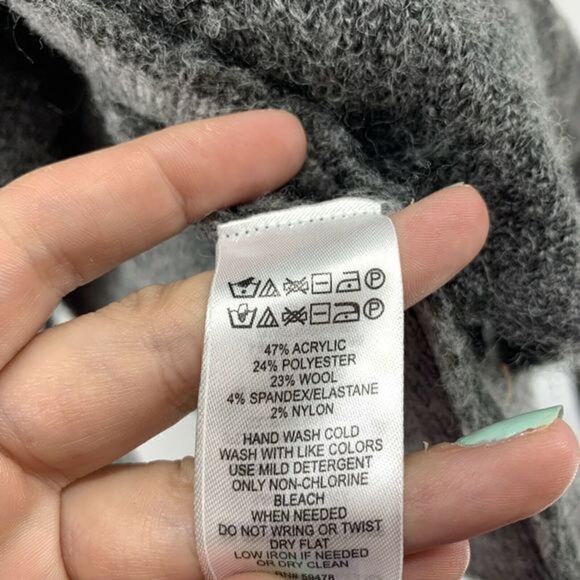 47% ACRYLIC
24% POLYESTER
23% WOOL
4% SPANDEX/ELASTANE
2% NYLON
HAND WASH COLD
WASH WITH LIKE COLORS
USE MILD DETERGENT
ONLY NON-CHLORINE
BLEACH
WHEN NEEDED
DO NOT WRING OR TWIST
DRY FLAT
LOW IRON IF NEEDED
OR DRY CLEAN
RN# 59478